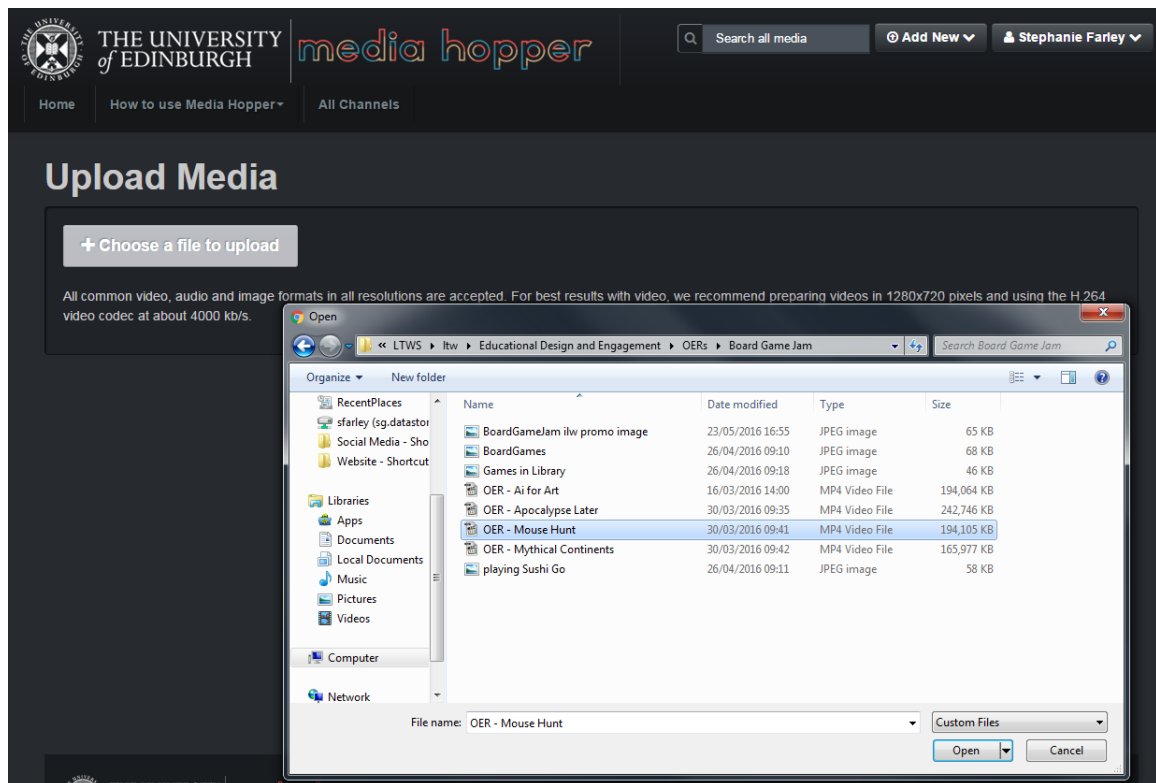 THE UNIVERSITY
of EDINBURGH
media hopper
Search all media
Add New
Stephanie Farley
Home
How to use Media Hopper
All Channels
Upload Media
+ Choose a file to upload
All common video, audio and image formats in all resolutions are accepted. For best results with video, we recommend preparing videos in 1280x720 pixels and using the H.264
video codec at about 4000 kb/s.
Open
« LTWS ▸ ltw ▸ Educational Design and Engagement ▸ OERs ▸ Board Game Jam
Search Board Game Jam
Organize
New folder
RecentPlaces
sfarley (sg.datastor
Social Media - Sho
Website - Shortcut
Libraries
Apps
Documents
Local Documents
Music
Pictures
Videos
Computer
Network
Name Date modified Type Size
BoardGameJam ilw promo image 23/05/2016 16:55 JPEG image 65 KB
BoardGames 26/04/2016 09:10 JPEG image 68 KB
Games in Library 26/04/2016 09:18 JPEG image 46 KB
OER - Ai for Art 16/03/2016 14:00 MP4 Video File 194,064 KB
OER - Apocalypse Later 30/03/2016 09:35 MP4 Video File 242,746 KB
OER - Mouse Hunt 30/03/2016 09:41 MP4 Video File 194,105 KB
OER - Mythical Continents 30/03/2016 09:42 MP4 Video File 165,977 KB
playing Sushi Go 26/04/2016 09:11 JPEG image 58 KB
File name: OER - Mouse Hunt
Custom Files
Open
Cancel